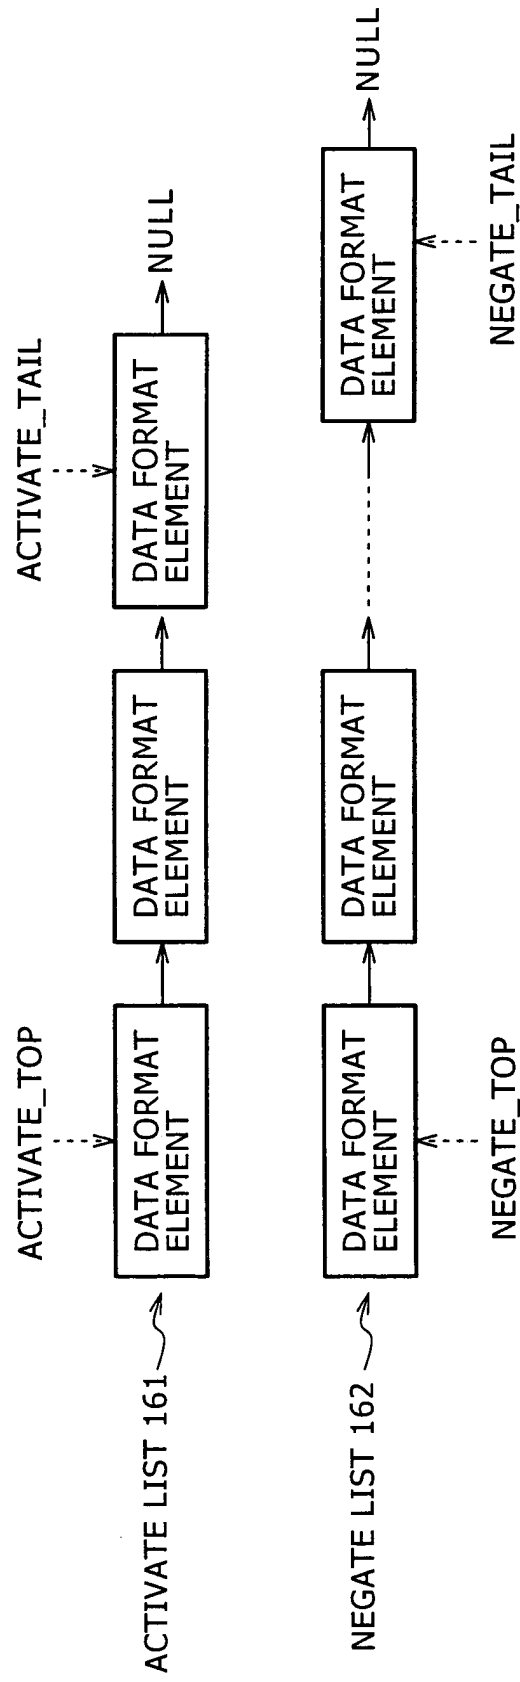 ACTIVATE_TOP
ACTIVATE_TAIL
ACTIVATE LIST 161
DATA FORMAT
ELEMENT
DATA FORMAT
ELEMENT
DATA FORMAT
ELEMENT
NULL
NEGATE LIST 162
DATA FORMAT
ELEMENT
DATA FORMAT
ELEMENT
DATA FORMAT
ELEMENT
NULL
NEGATE_TOP
NEGATE_TAIL